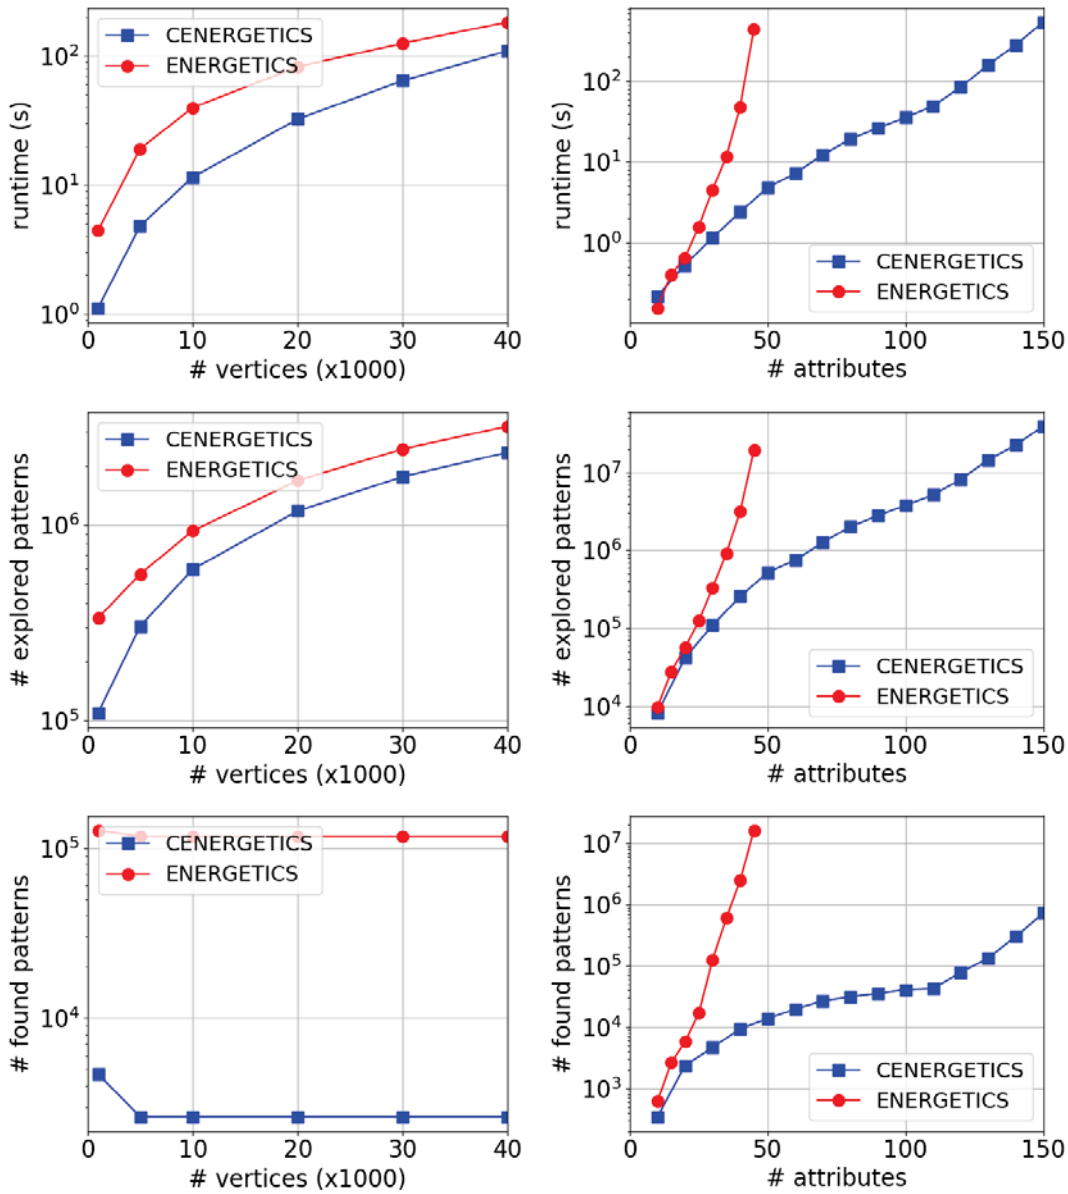 CENERGETICS
ENERGETICS
10²
10¹
10⁰
runtime (s)
0 10 20 30 40
# vertices (x1000)
10²
10¹
10⁰
runtime (s)
CENERGETICS
ENERGETICS
0 50 100 150
# attributes
CENERGETICS
ENERGETICS
10⁶
10⁵
# explored patterns
0 10 20 30 40
# vertices (x1000)
10⁷
10⁶
10⁵
10⁴
# explored patterns
CENERGETICS
ENERGETICS
0 50 100 150
# attributes
CENERGETICS
ENERGETICS
10⁵
10⁴
# found patterns
0 10 20 30 40
# vertices (x1000)
10⁷
10⁶
10⁵
10⁴
10³
# found patterns
CENERGETICS
ENERGETICS
0 50 100 150
# attributes